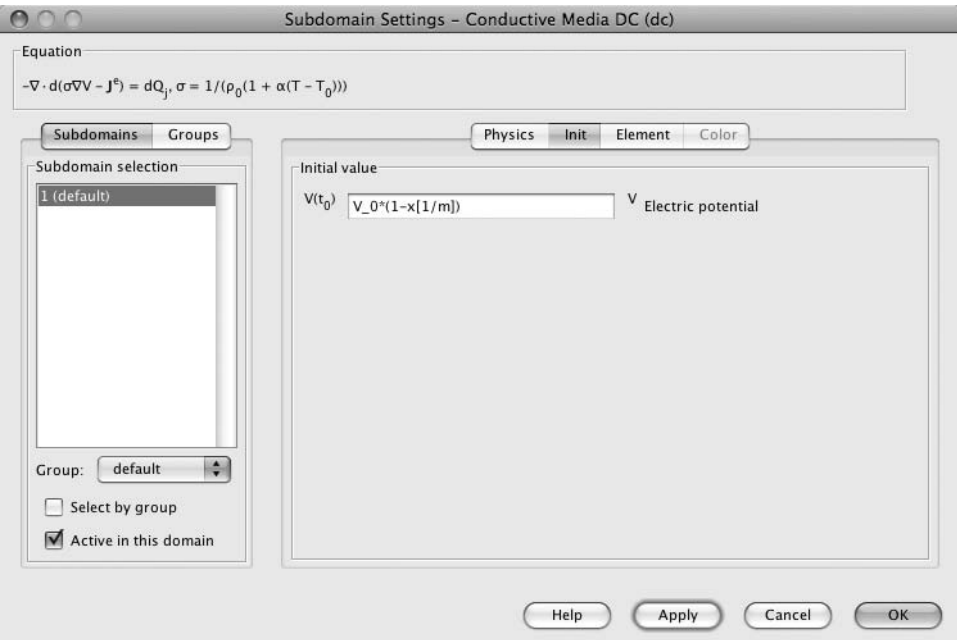 Subdomain Settings – Conductive Media DC (dc)
Equation
-∇ · d(σ∇V – Jᵉ) = dQⱼ, σ = 1/(ρ₀(1 + α(T – T₀)))
Subdomains Groups
Physics Init Element Color
Subdomain selection
1 (default)
Initial value
V(t₀) V_0*(1-x[1/m]) V Electric potential
Group: default
Select by group
Active in this domain
Help Apply Cancel OK